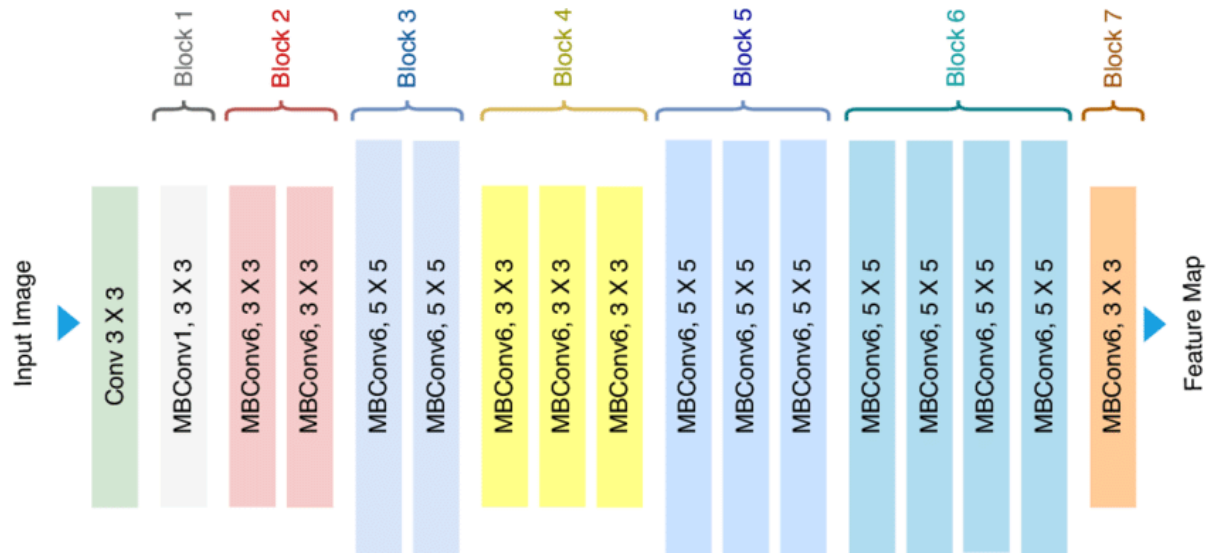 Input Image
Conv 3 X 3
Block 1
MBConv1, 3 X 3
Block 2
MBConv6, 3 X 3
MBConv6, 3 X 3
Block 3
MBConv6, 5 X 5
MBConv6, 5 X 5
Block 4
MBConv6, 3 X 3
MBConv6, 3 X 3
MBConv6, 3 X 3
Block 5
MBConv6, 5 X 5
MBConv6, 5 X 5
MBConv6, 5 X 5
Block 6
MBConv6, 5 X 5
MBConv6, 5 X 5
MBConv6, 5 X 5
MBConv6, 5 X 5
Block 7
MBConv6, 3 X 3
Feature Map